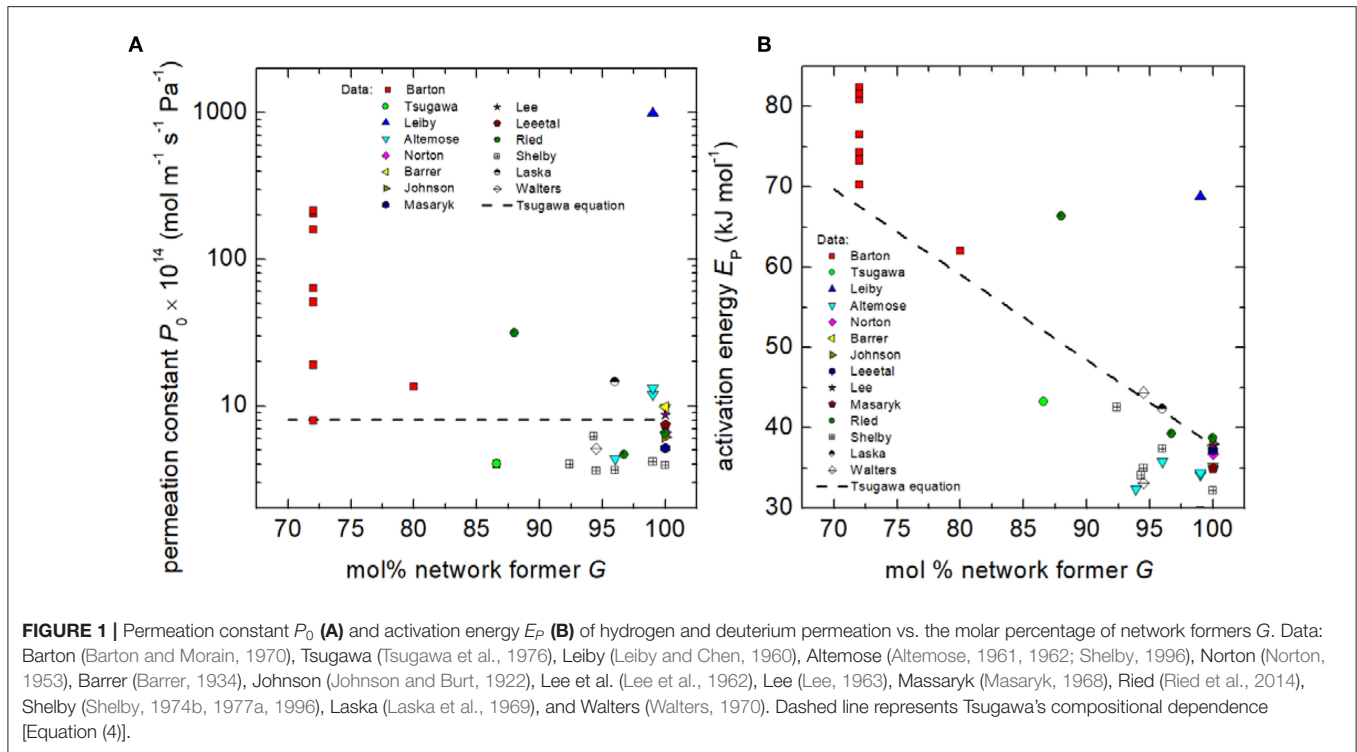 A
permeation constant P₀ × 10¹⁴ (mol m⁻¹ s⁻¹ Pa⁻¹)
1000
100
10
Data:
Barton
Tsugawa
Leiby
Altemose
Norton
Barrer
Johnson
Masaryk
Lee
Leeetal
Ried
Shelby
Laska
Walters
Tsugawa equation
70 75 80 85 90 95 100
mol% network former G
B
activation energy E_P (kJ mol⁻¹)
80
70
60
50
40
30
Data:
Barton
Tsugawa
Leiby
Altemose
Norton
Barrer
Johnson
Leeetal
Lee
Masaryk
Ried
Shelby
Laska
Walters
Tsugawa equation
70 75 80 85 90 95 100
mol % network former G
FIGURE 1 | Permeation constant P₀ (A) and activation energy E_P (B) of hydrogen and deuterium permeation vs. the molar percentage of network formers G. Data:
Barton (Barton and Morain, 1970), Tsugawa (Tsugawa et al., 1976), Leiby (Leiby and Chen, 1960), Altemose (Altemose, 1961, 1962; Shelby, 1996), Norton (Norton,
1953), Barrer (Barrer, 1934), Johnson (Johnson and Burt, 1922), Lee et al. (Lee et al., 1962), Lee (Lee, 1963), Massaryk (Masaryk, 1968), Ried (Ried et al., 2014),
Shelby (Shelby, 1974b, 1977a, 1996), Laska (Laska et al., 1969), and Walters (Walters, 1970). Dashed line represents Tsugawa's compositional dependence
[Equation (4)].